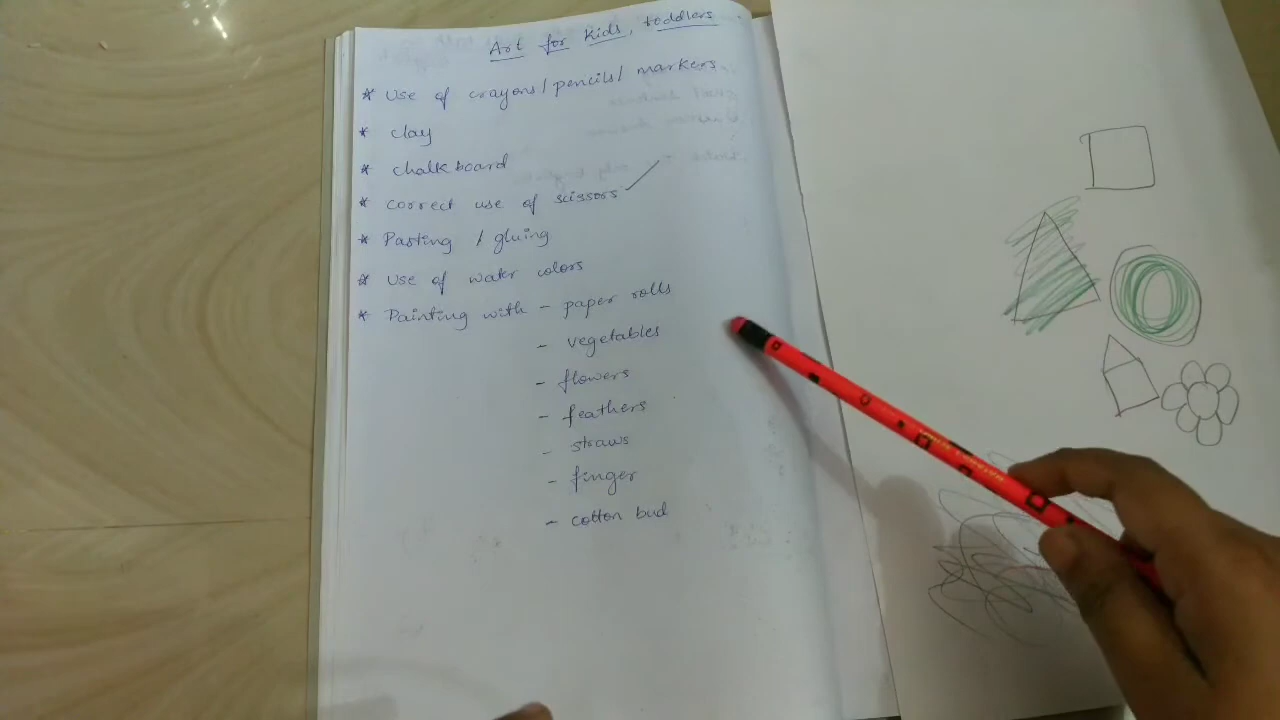 Art for kids, toddlers
* Use of crayons/pencils/markers
* clay
* chalkboard
* correct use of scissors
* Pasting / gluing
* Use of water colors
* Painting with - paper rolls
- vegetables
- flowers
- feathers
- straws
- finger
- cotton bud